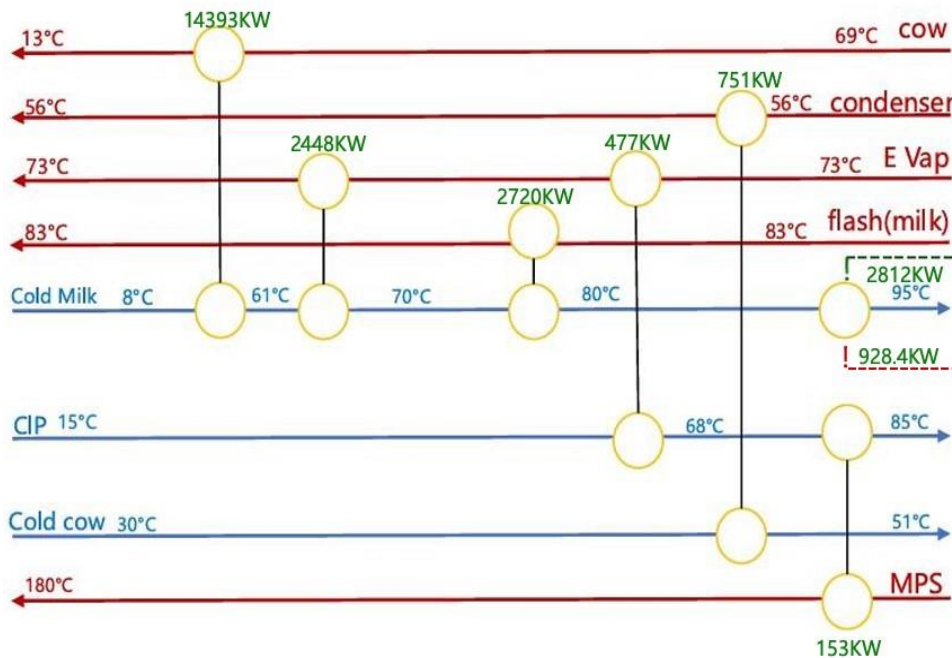 14393KW
13°C 69°C cow
751KW
56°C 56°C condenser
2448KW 477KW
73°C 73°C E Vap
2720KW
83°C 83°C flash(milk)
2812KW
Cold Milk 8°C 61°C 70°C 80°C 95°C
928.4KW
CIP 15°C 68°C 85°C
Cold cow 30°C 51°C
180°C MPS
153KW